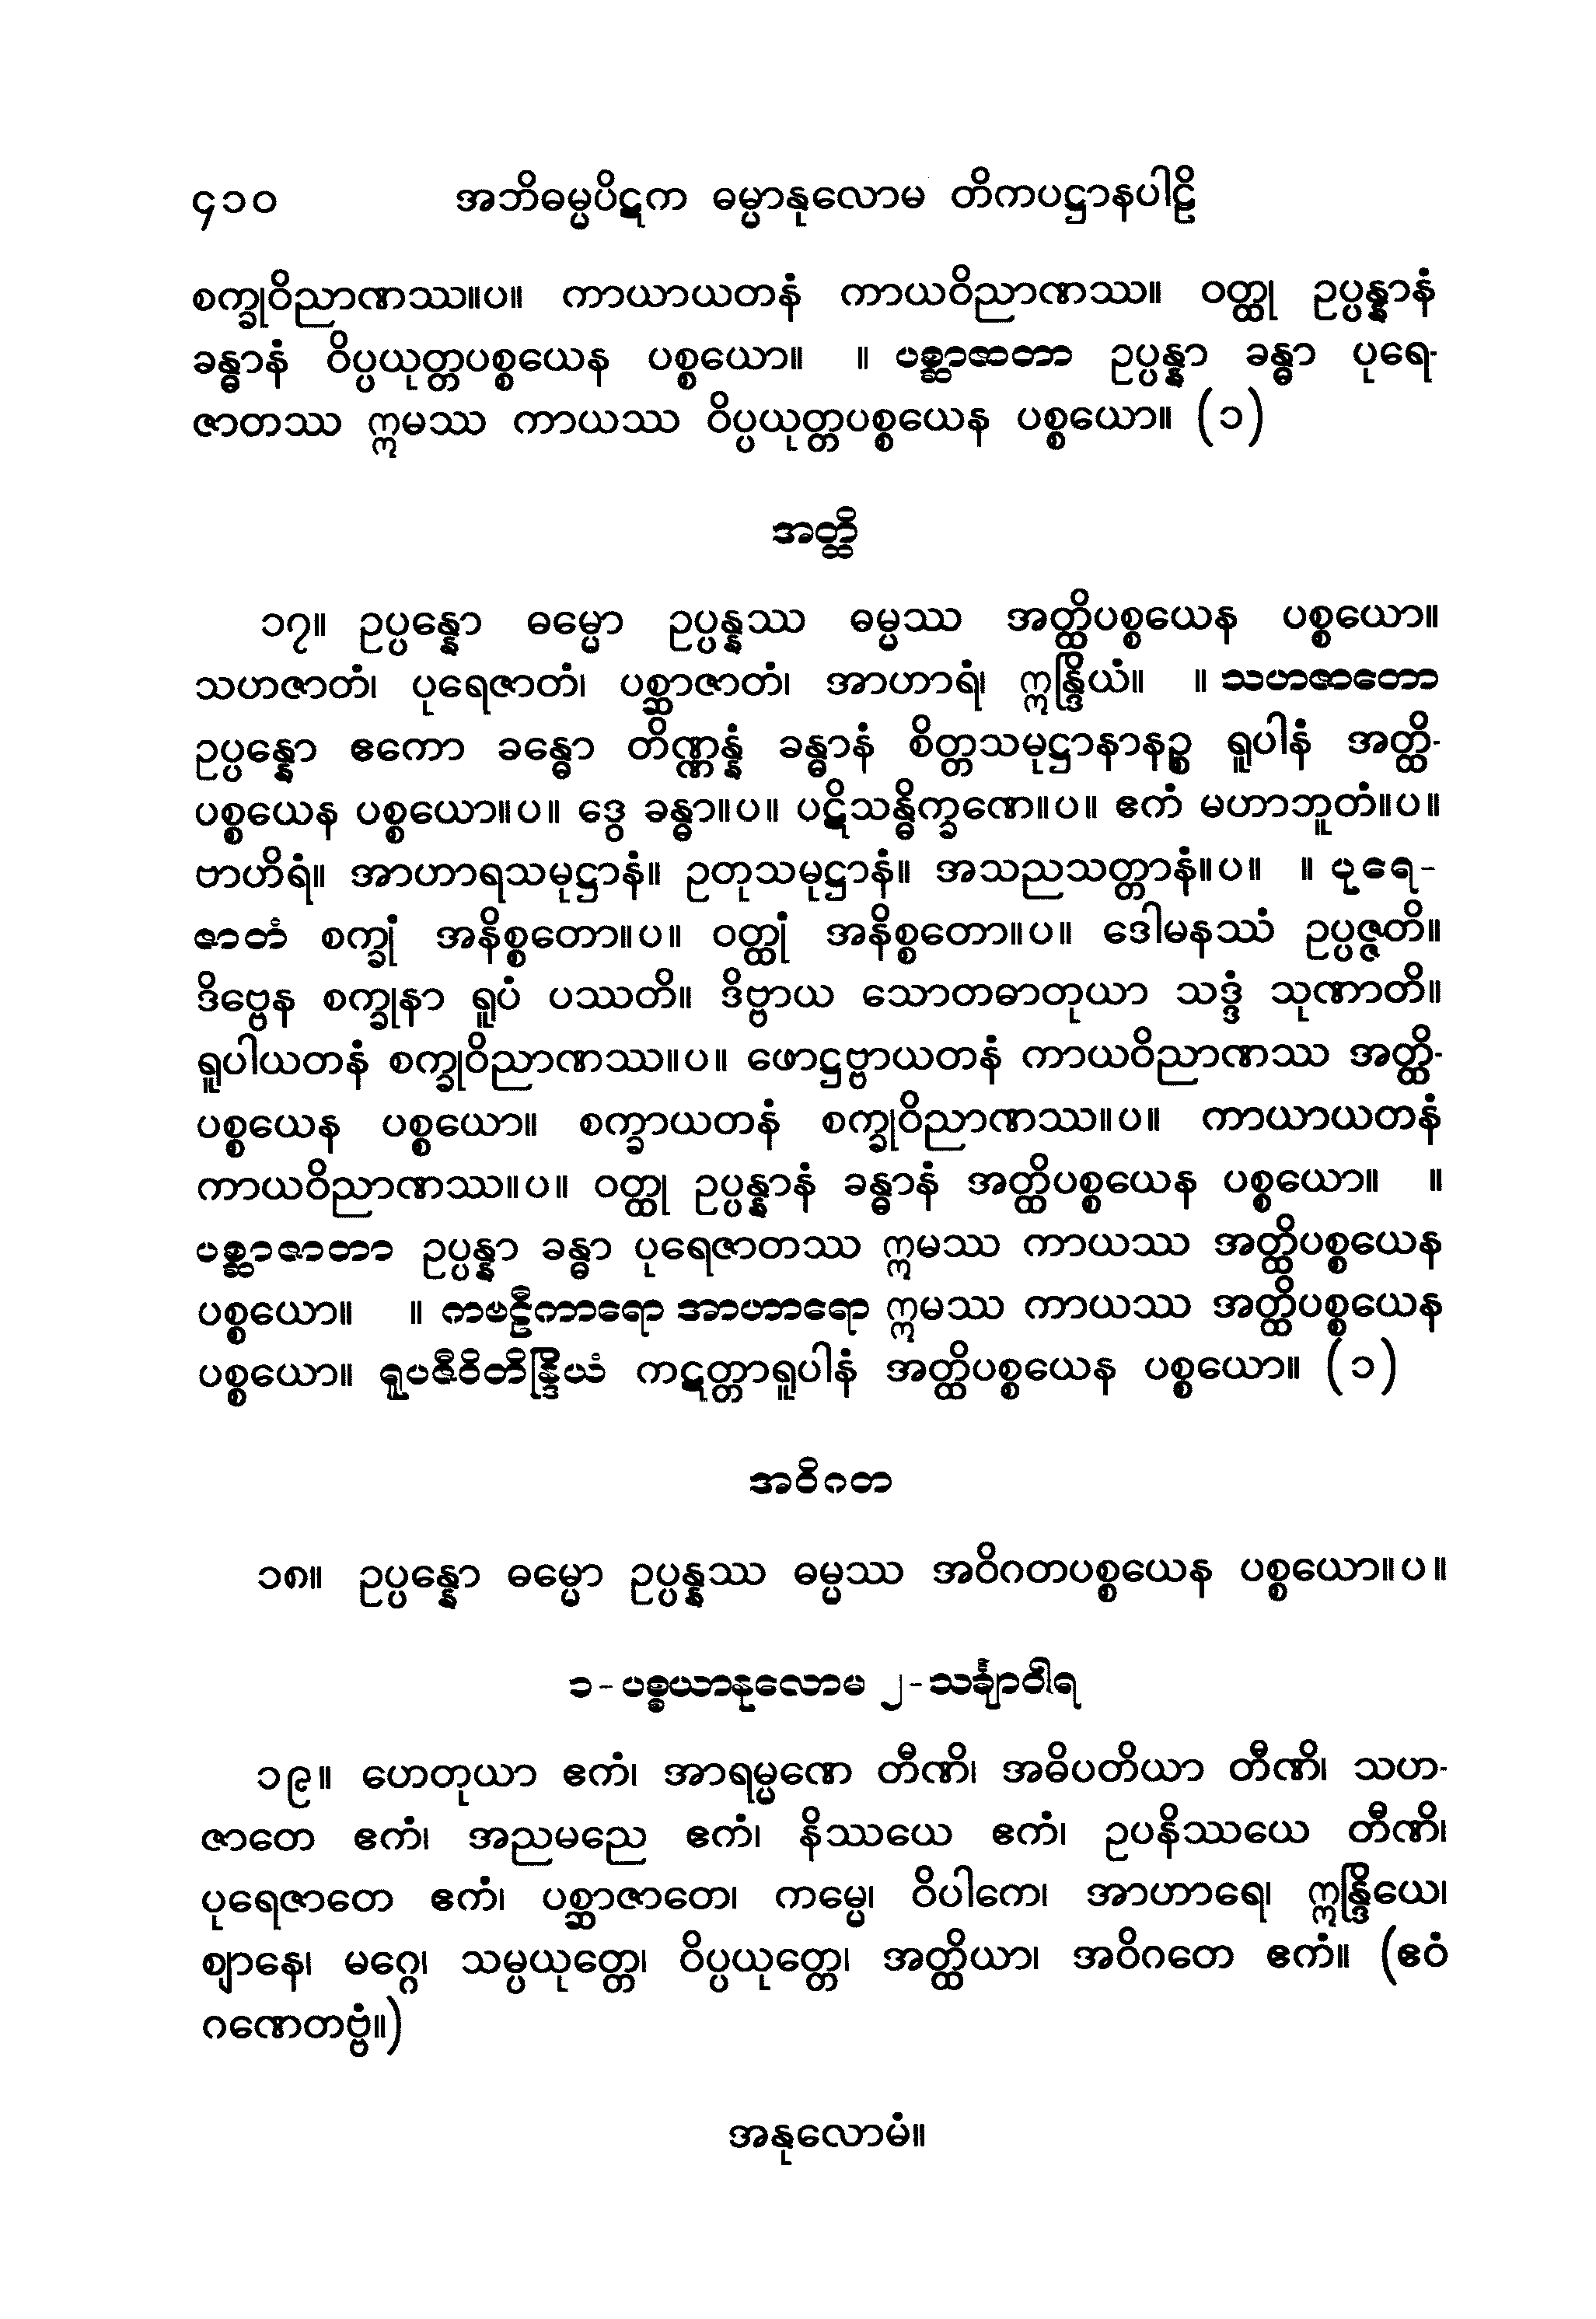 ၄၁၀ အဘိဓမ္မပိဋက ဓမ္မာနုလောမ တိကပဋ္ဌာနပါဠိ
စက္ခုဝိညာဏဿ။ပ။ ကာယာယတနံ ကာယဝိညာဏဿ။ ဝတ္ထု ဥပ္ပန္နာနံ
ခန္ဓာနံ ဝိပ္ပယုတ္တပစ္စယေန ပစ္စယော။ ။ ပစ္ဆာဇာတာ ဥပ္ပန္နာ ခန္ဓာ ပုရေ-
ဇာတဿ ဣမဿ ကာယဿ ဝိပ္ပယုတ္တပစ္စယေန ပစ္စယော။ (၁)
အတ္ထိ
၁၇။ ဥပ္ပန္နော ဓမ္မော ဥပ္ပန္နဿ ဓမ္မဿ အတ္ထိပစ္စယေန ပစ္စယော။
သဟဇာတံ၊ ပုရေဇာတံ၊ ပစ္ဆာဇာတံ၊ အာဟာရံ၊ ဣန္ဒြိယံ။ ။ သဟဇာတော
ဥပ္ပန္နော ဧကော ခန္ဓော တိဏ္ဏန္နံ ခန္ဓာနံ စိတ္တသမုဋ္ဌာနာနဉ္စ ရူပါနံ အတ္ထိ-
ပစ္စယေန ပစ္စယော။ပ။ ဒွေ ခန္ဓာ။ပ။ ပဋိသန္ဓိက္ခဏေ။ပ။ ဧကံ မဟာဘူတံ။ပ။
ဗာဟိရံ။ အာဟာရသမုဋ္ဌာနံ။ ဥတုသမုဋ္ဌာနံ။ အသညသတ္တာနံ။ပ။ ။ ပုရေ-
ဇာတံ စက္ခုံ အနိစ္စတော။ပ။ ဝတ္ထုံ အနိစ္စတော။ပ။ ဒေါမနဿံ ဥပ္ပဇ္ဇတိ။
ဒိဗ္ဗေန စက္ခုနာ ရူပံ ပဿတိ။ ဒိဗ္ဗာယ သောတဓာတုယာ သဒ္ဒံ သုဏာတိ။
ရူပါယတနံ စက္ခုဝိညာဏဿ။ပ။ ဖောဋ္ဌဗ္ဗာယတနံ ကာယဝိညာဏဿ အတ္ထိ-
ပစ္စယေန ပစ္စယော။ စက္ခာယတနံ စက္ခုဝိညာဏဿ။ပ။ ကာယာယတနံ
ကာယဝိညာဏဿ။ပ။ ဝတ္ထု ဥပ္ပန္နာနံ ခန္ဓာနံ အတ္ထိပစ္စယေန ပစ္စယော။ ။
ပစ္ဆာဇာတာ ဥပ္ပန္နာ ခန္ဓာ ပုရေဇာတဿ ဣမဿ ကာယဿ အတ္ထိပစ္စယေန
ပစ္စယော။ ။ ကဗဠီကာရော အာဟာရော ဣမဿ ကာယဿ အတ္ထိပစ္စယေန
ပစ္စယော။ ရူပဇီဝိတိန္ဒြိယံ ကဋတ္တာရူပါနံ အတ္ထိပစ္စယေန ပစ္စယော။ (၁)
အဝိဂတ
၁၈။ ဥပ္ပန္နော ဓမ္မော ဥပ္ပန္နဿ ဓမ္မဿ အဝိဂတပစ္စယေန ပစ္စယော။ပ။
၁-ပစ္စယာနုလောမ ၂-သင်္ချာဝါရ
၁၉။ ဟေတုယာ ဧကံ၊ အာရမ္မဏေ တီဏိ၊ အဓိပတိယာ တီဏိ၊ သဟ-
ဇာတေ ဧကံ၊ အညမညေ ဧကံ၊ နိဿယေ ဧကံ၊ ဥပနိဿယေ တီဏိ၊
ပုရေဇာတေ ဧကံ၊ ပစ္ဆာဇာတေ၊ ကမ္မေ၊ ဝိပါကေ၊ အာဟာရေ၊ ဣန္ဒြိယေ၊
ဈာနေ၊ မဂ္ဂေ၊ သမ္ပယုတ္တေ၊ ဝိပ္ပယုတ္တေ၊ အတ္ထိယာ၊ အဝိဂတေ ဧကံ။ (ဧဝံ
ဂဏေတဗ္ဗံ။)
အနုလောမံ။